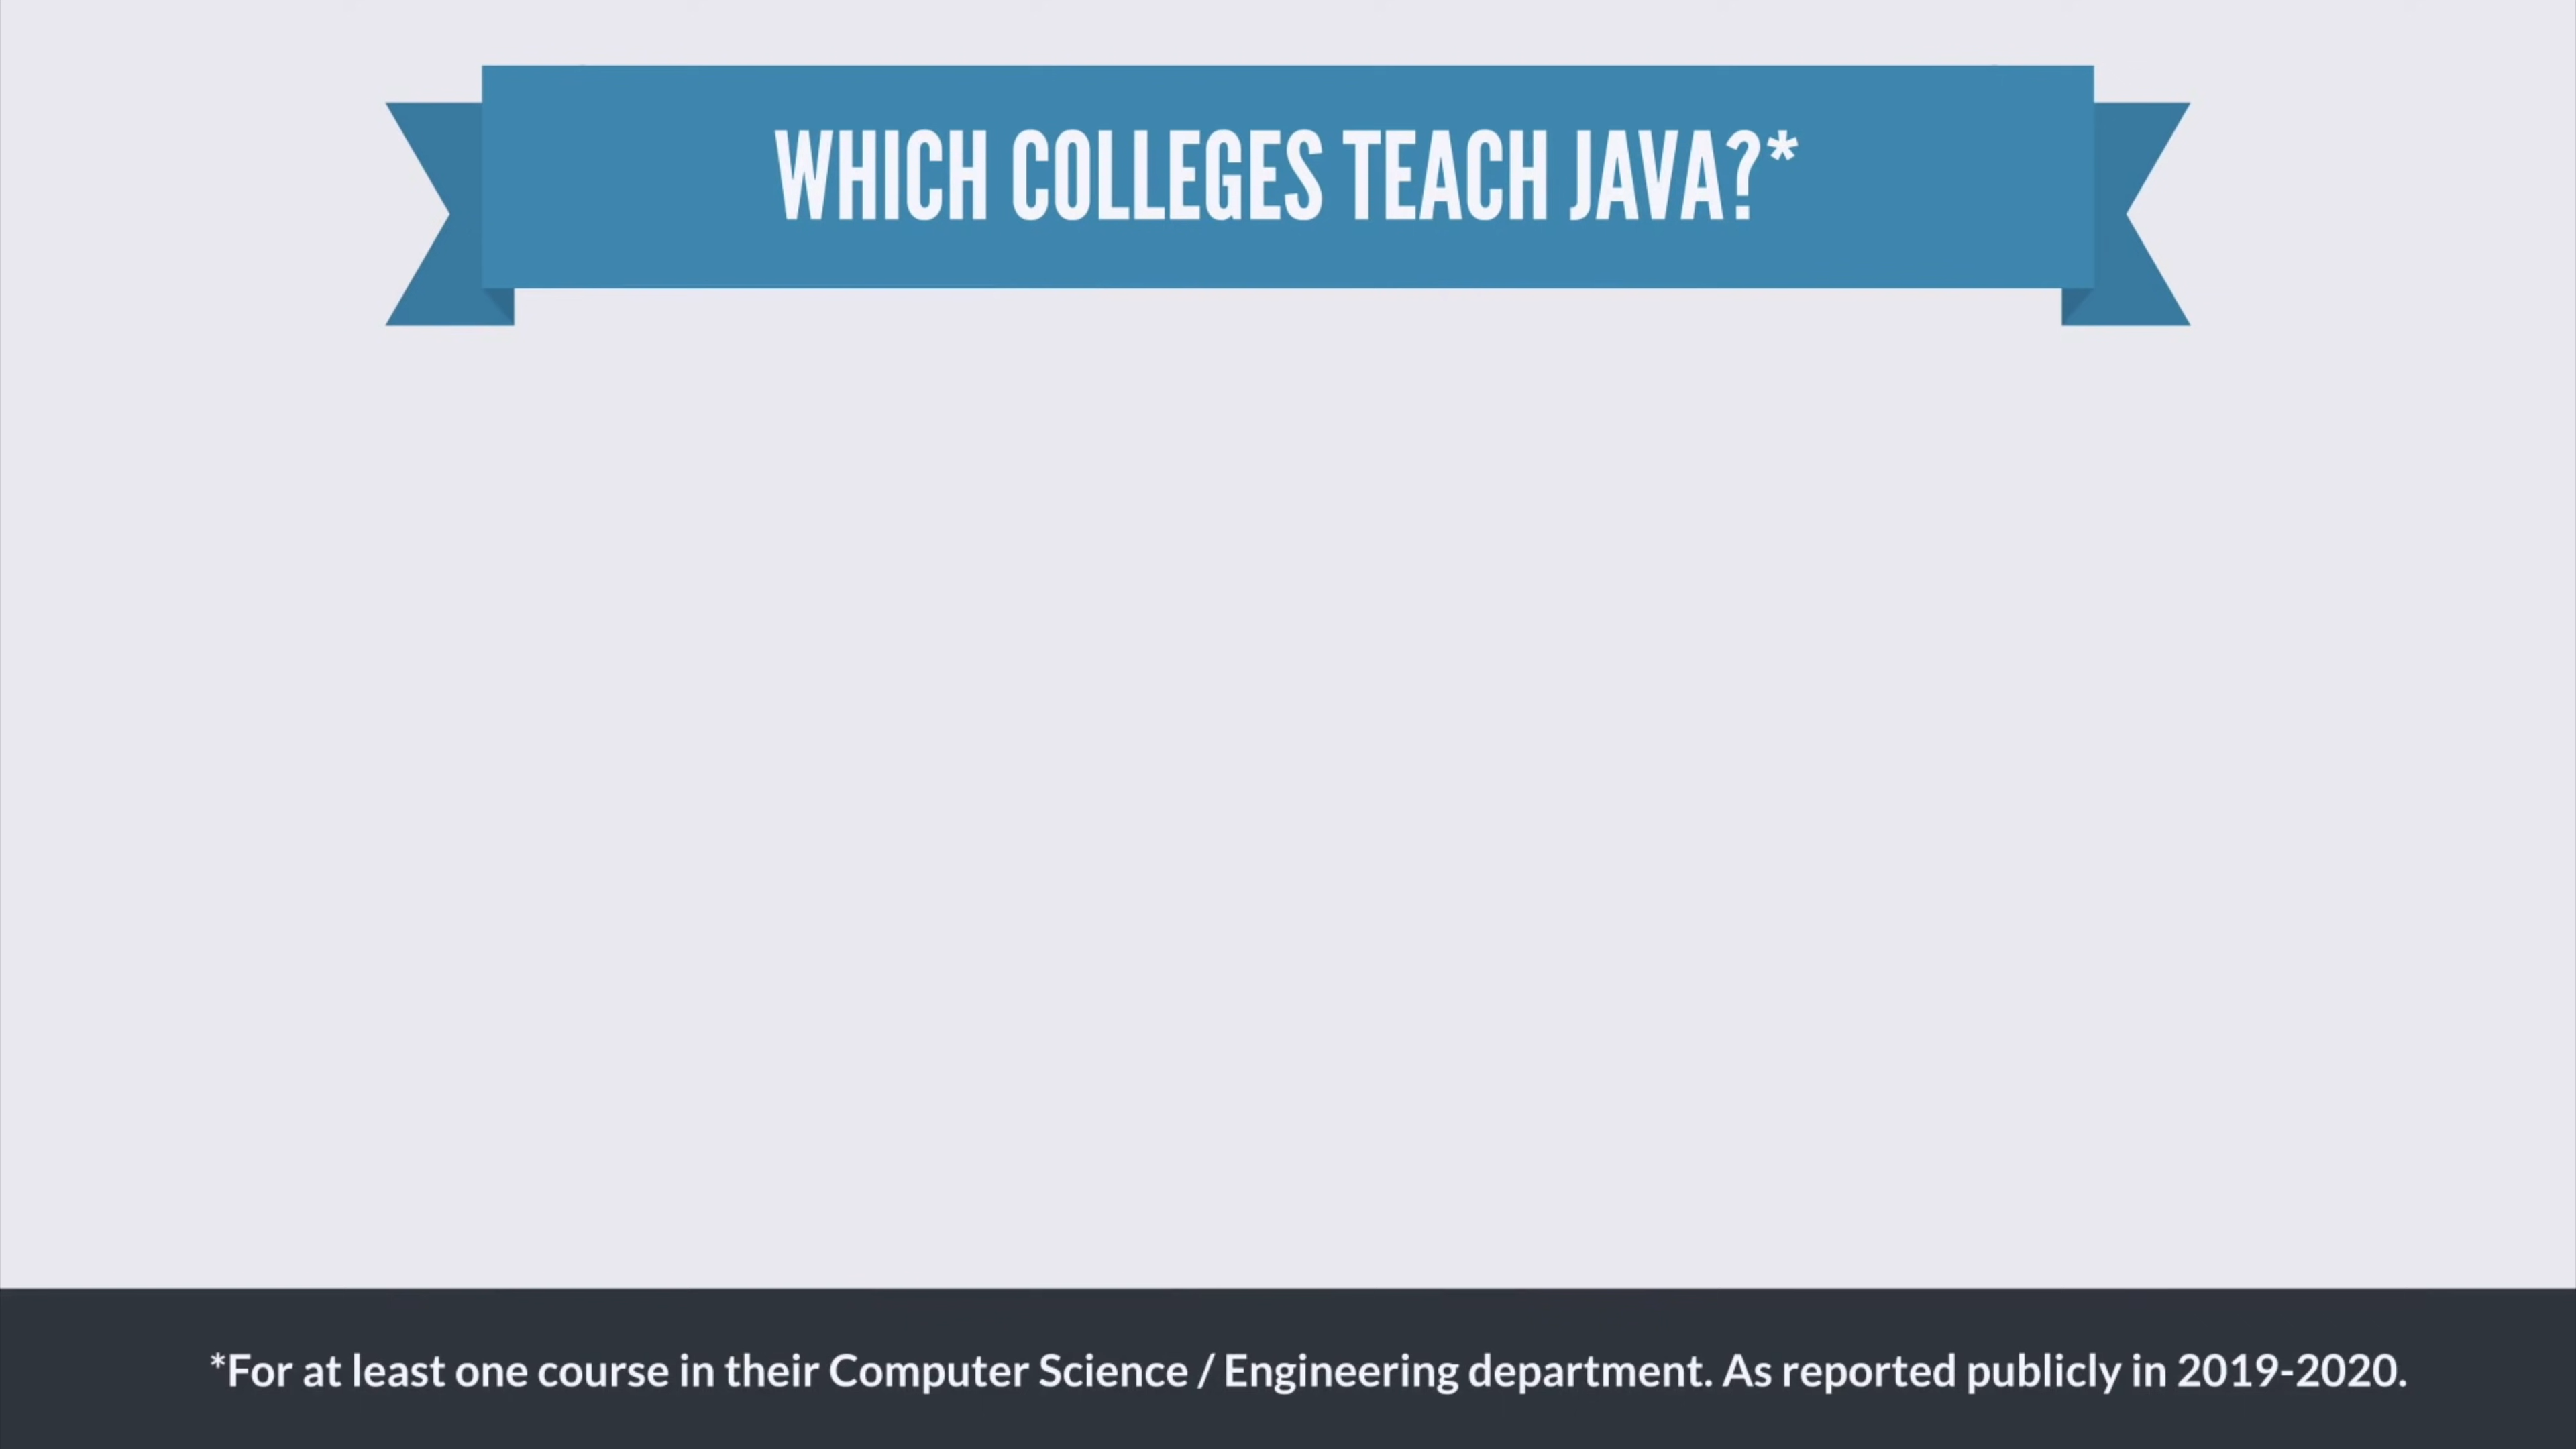 WHICH COLLEGES TEACH JAVA?*
*For at least one course in their Computer Science / Engineering department. As reported publicly in 2019-2020.